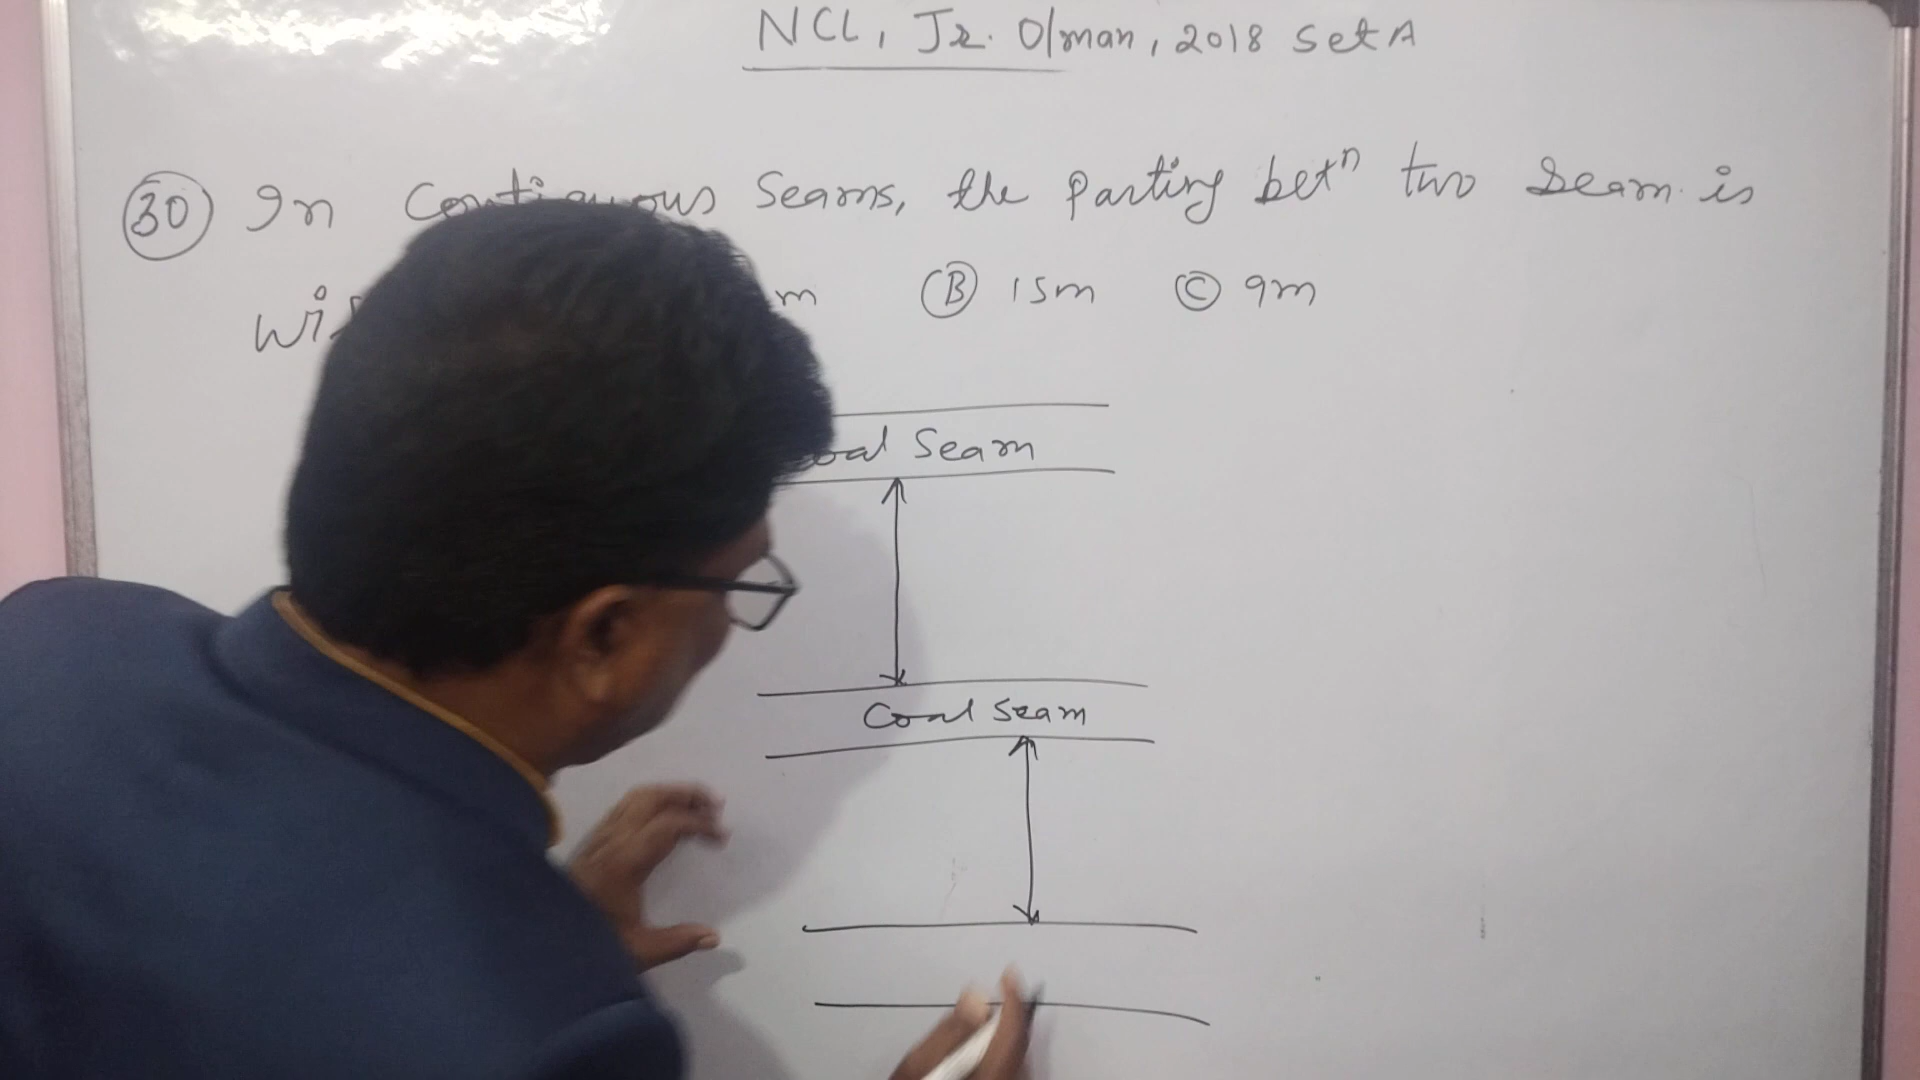 NCL, Jr. O/man, 2018 Set A
30 In Contiguous Seams, the Parting betn two Seam is
m B 15m C 9m
Coal Seam
Coal Seam